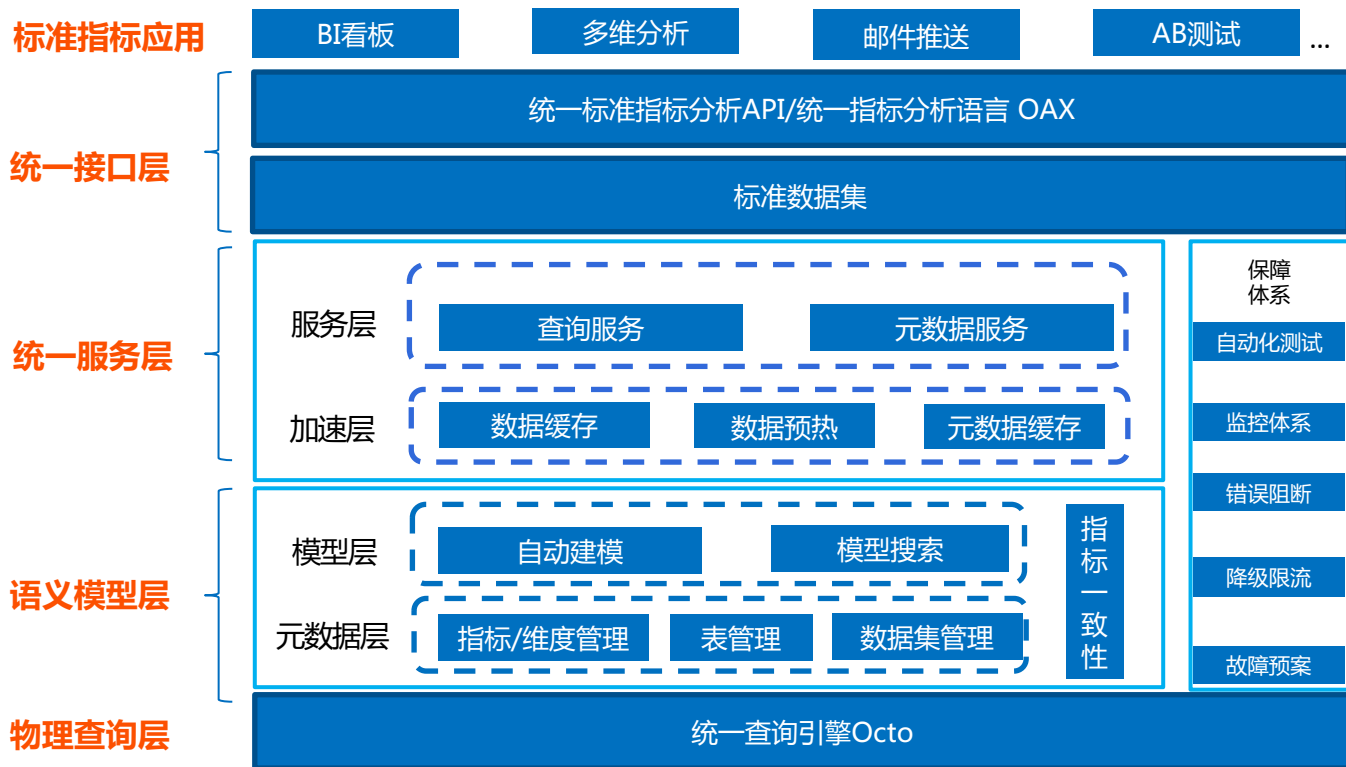 标准指标应用
BI看板
多维分析
邮件推送
AB测试
...
统一接口层
统一标准指标分析API/统一指标分析语言 OAX
标准数据集
统一服务层
服务层
查询服务
元数据服务
加速层
数据缓存
数据预热
元数据缓存
保障
体系
自动化测试
监控体系
错误阻断
降级限流
故障预案
语义模型层
模型层
自动建模
模型搜索
元数据层
指标/维度管理
表管理
数据集管理
指
标
一
致
性
物理查询层
统一查询引擎Octo